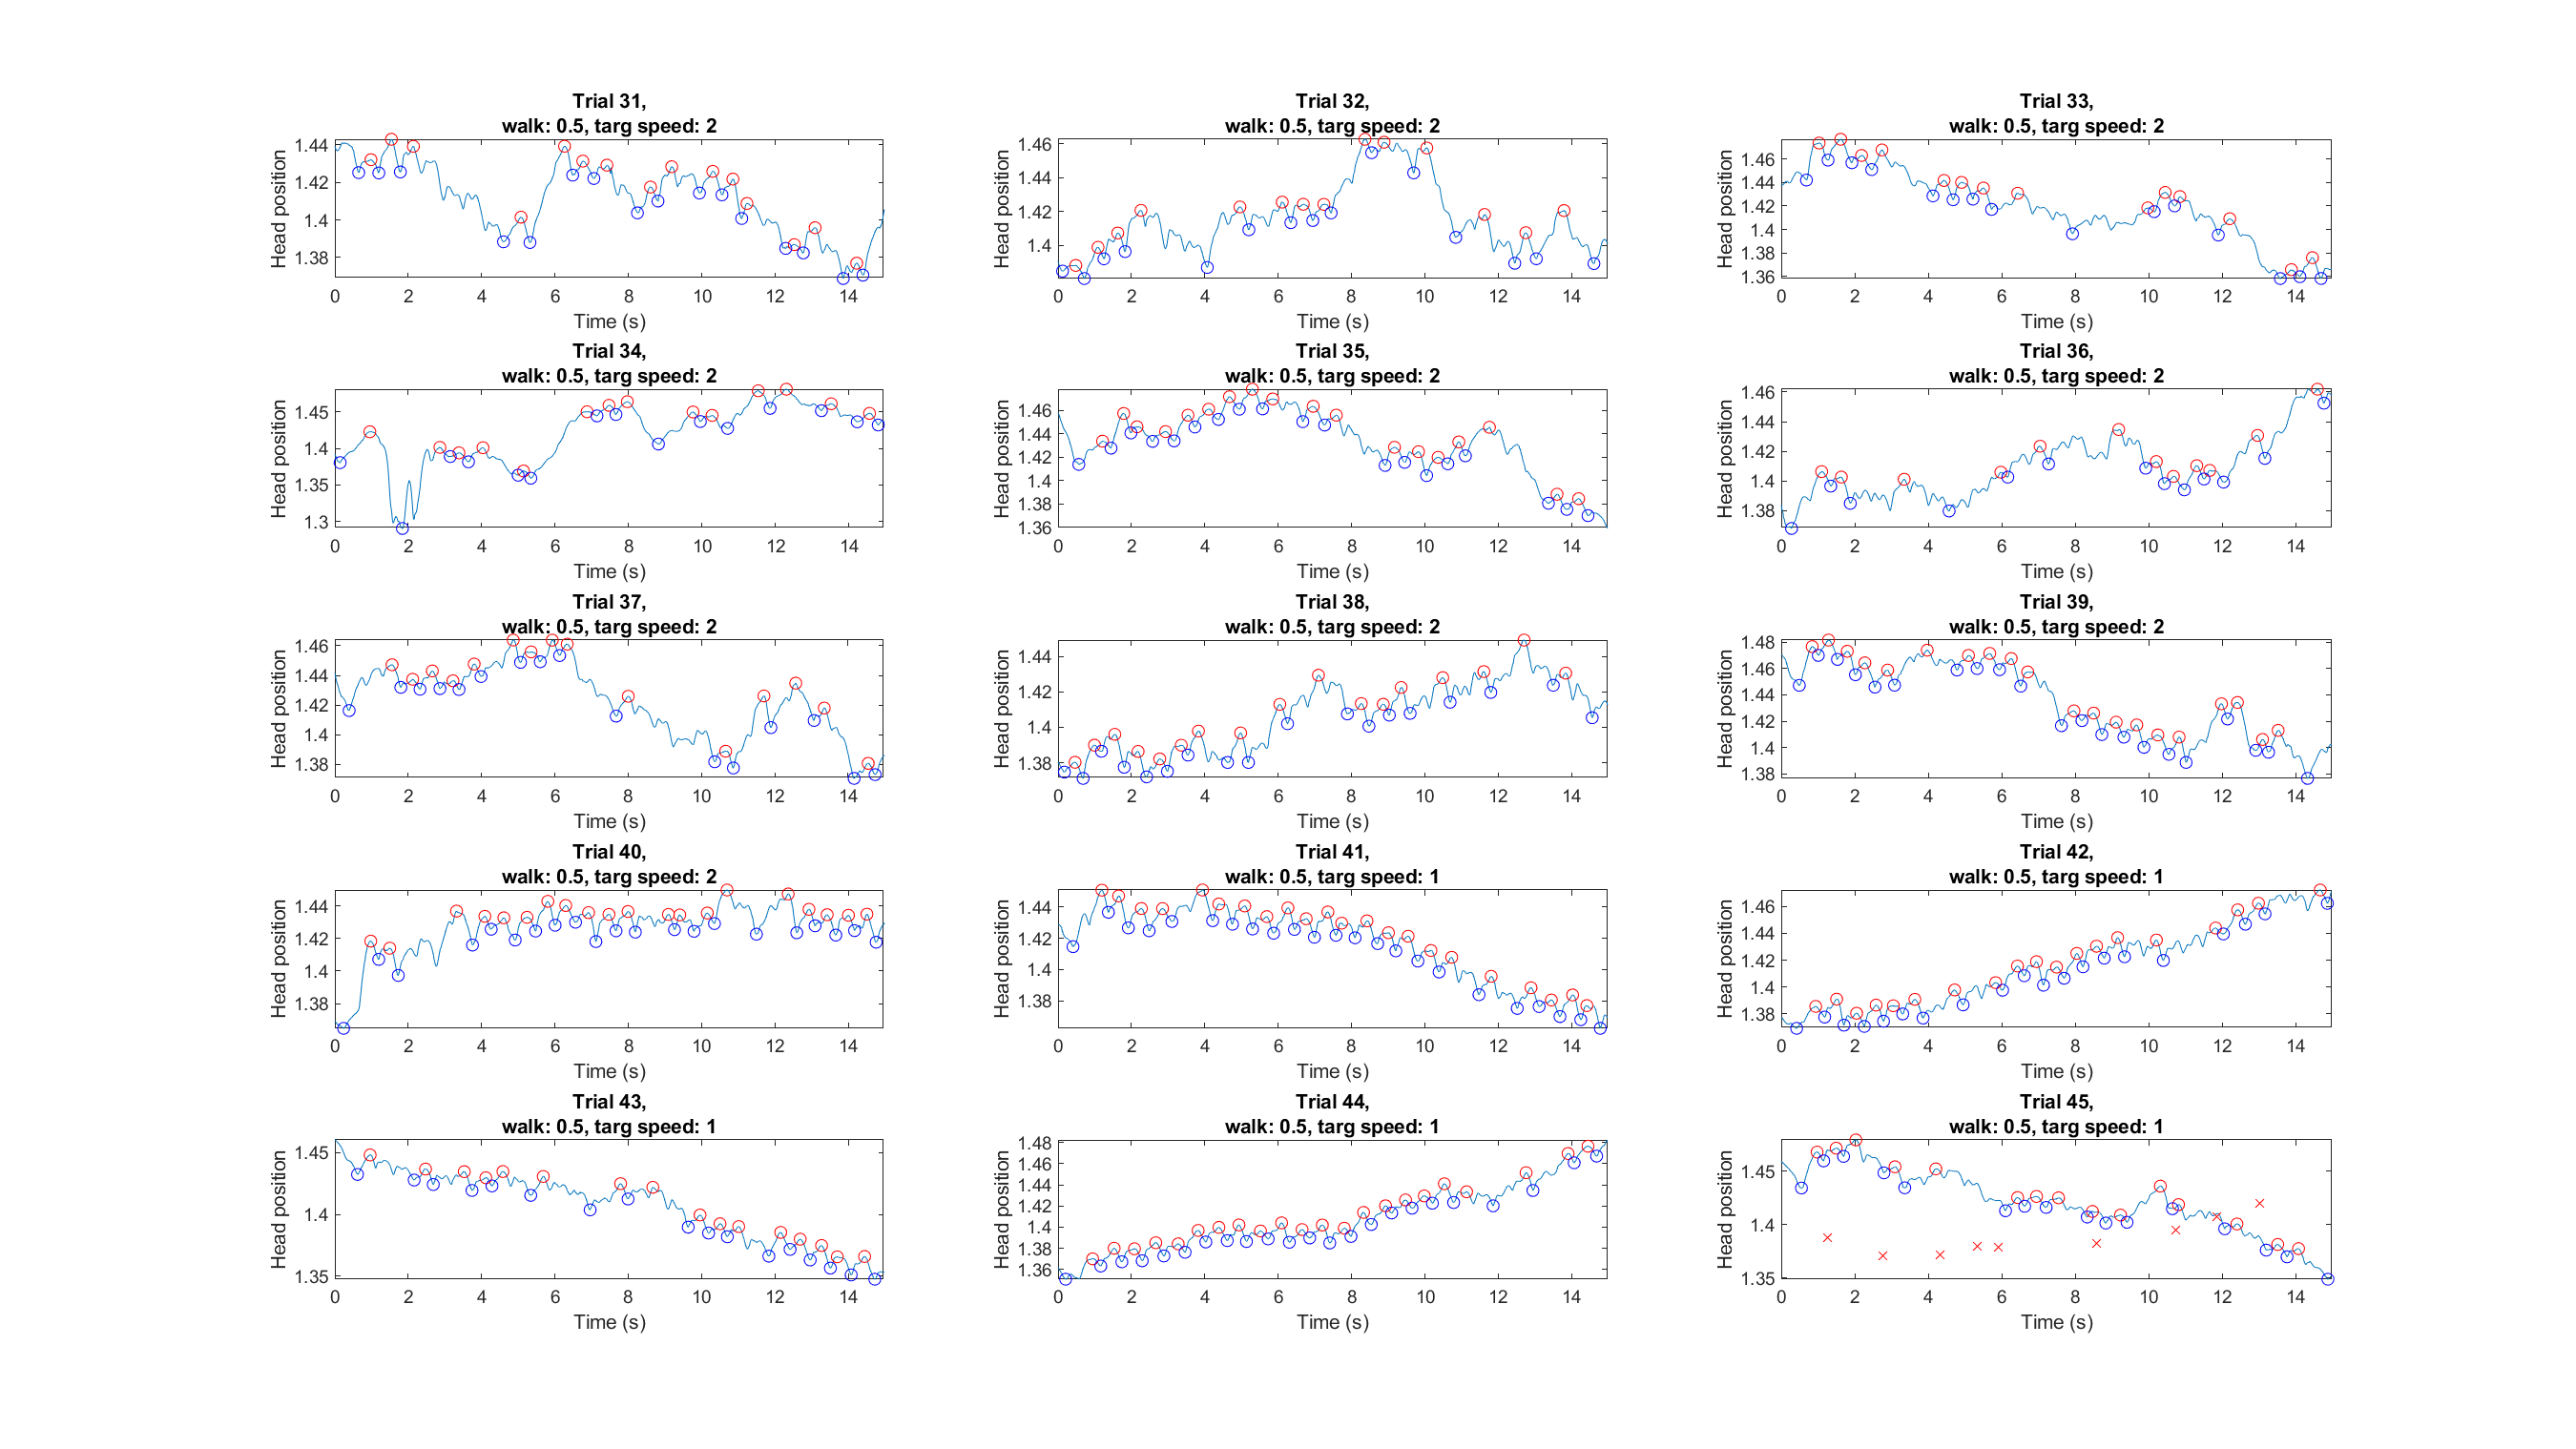 Trial 31,
walk: 0.5, targ speed: 2
Head position
1.44
1.42
1.4
1.38
0 2 4 6 8 10 12 14
Time (s)
Trial 32,
walk: 0.5, targ speed: 2
Head position
1.46
1.44
1.42
1.4
0 2 4 6 8 10 12 14
Time (s)
Trial 33,
walk: 0.5, targ speed: 2
Head position
1.46
1.44
1.42
1.4
1.38
1.36
0 2 4 6 8 10 12 14
Time (s)
Trial 34,
walk: 0.5, targ speed: 2
Head position
1.45
1.4
1.35
1.3
0 2 4 6 8 10 12 14
Time (s)
Trial 35,
walk: 0.5, targ speed: 2
Head position
1.46
1.44
1.42
1.4
1.38
1.36
0 2 4 6 8 10 12 14
Time (s)
Trial 36,
walk: 0.5, targ speed: 2
Head position
1.46
1.44
1.42
1.4
1.38
0 2 4 6 8 10 12 14
Time (s)
Trial 37,
walk: 0.5, targ speed: 2
Head position
1.46
1.44
1.42
1.4
1.38
0 2 4 6 8 10 12 14
Time (s)
Trial 38,
walk: 0.5, targ speed: 2
Head position
1.44
1.42
1.4
1.38
0 2 4 6 8 10 12 14
Time (s)
Trial 39,
walk: 0.5, targ speed: 2
Head position
1.48
1.46
1.44
1.42
1.4
1.38
0 2 4 6 8 10 12 14
Time (s)
Trial 40,
walk: 0.5, targ speed: 2
Head position
1.44
1.42
1.4
1.38
0 2 4 6 8 10 12 14
Time (s)
Trial 41,
walk: 0.5, targ speed: 1
Head position
1.44
1.42
1.4
1.38
0 2 4 6 8 10 12 14
Time (s)
Trial 42,
walk: 0.5, targ speed: 1
Head position
1.46
1.44
1.42
1.4
1.38
0 2 4 6 8 10 12 14
Time (s)
Trial 43,
walk: 0.5, targ speed: 1
Head position
1.45
1.4
1.35
0 2 4 6 8 10 12 14
Time (s)
Trial 44,
walk: 0.5, targ speed: 1
Head position
1.48
1.46
1.44
1.42
1.4
1.38
1.36
0 2 4 6 8 10 12 14
Time (s)
Trial 45,
walk: 0.5, targ speed: 1
Head position
1.45
1.4
1.35
0 2 4 6 8 10 12 14
Time (s)